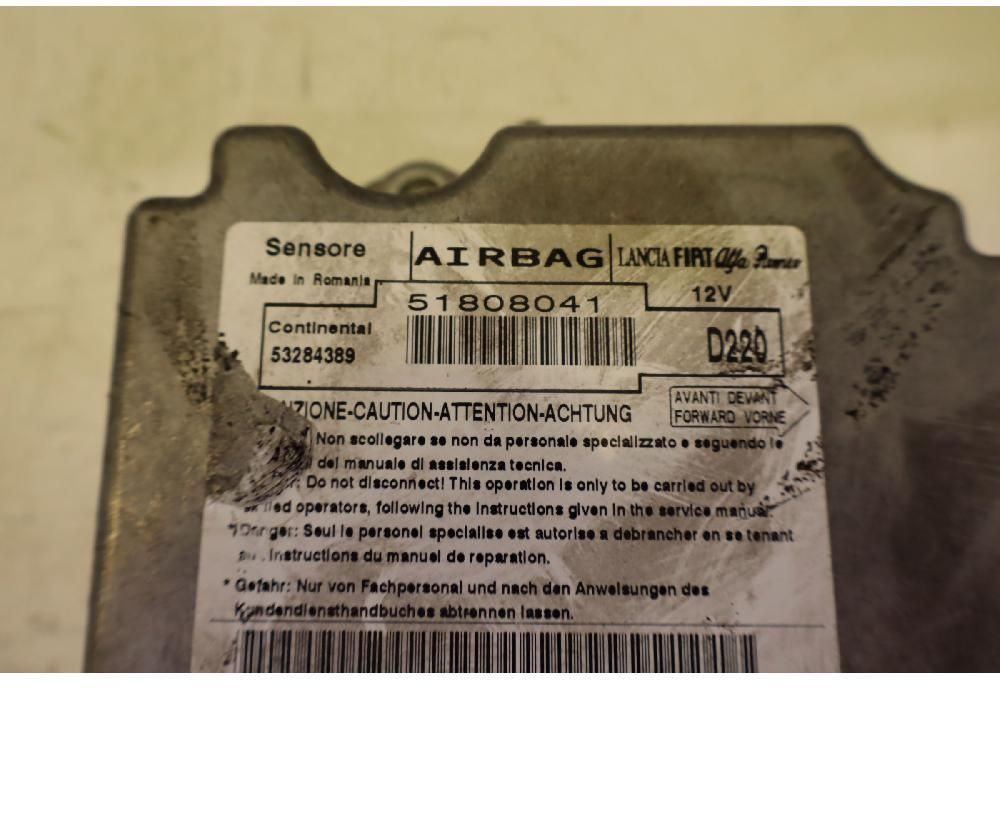 Sensore AIRBAG LANCIA FIAT Alfa Romeo
Made in Romania 51808041 12V
Continental
53284389 D220
NZIONE-CAUTION-ATTENTION-ACHTUNG
AVANTI DEVANT
FORWARD VORNE
Non scollegare se non da personale specializzato e seguendo le
del manuale di assistenza tecnica.
Do not disconnect! This operation is only to be carried out by
operators, following the instructions given in the service manual.
Danger: Seul le personel specialise est autorise a debrancher en se tenant
instructions du manuel de reparation.
* Gefahr: Nur von Fachpersonal und nach den Anweisungen des
Kundendiensthandbuches abtrennen lassen.